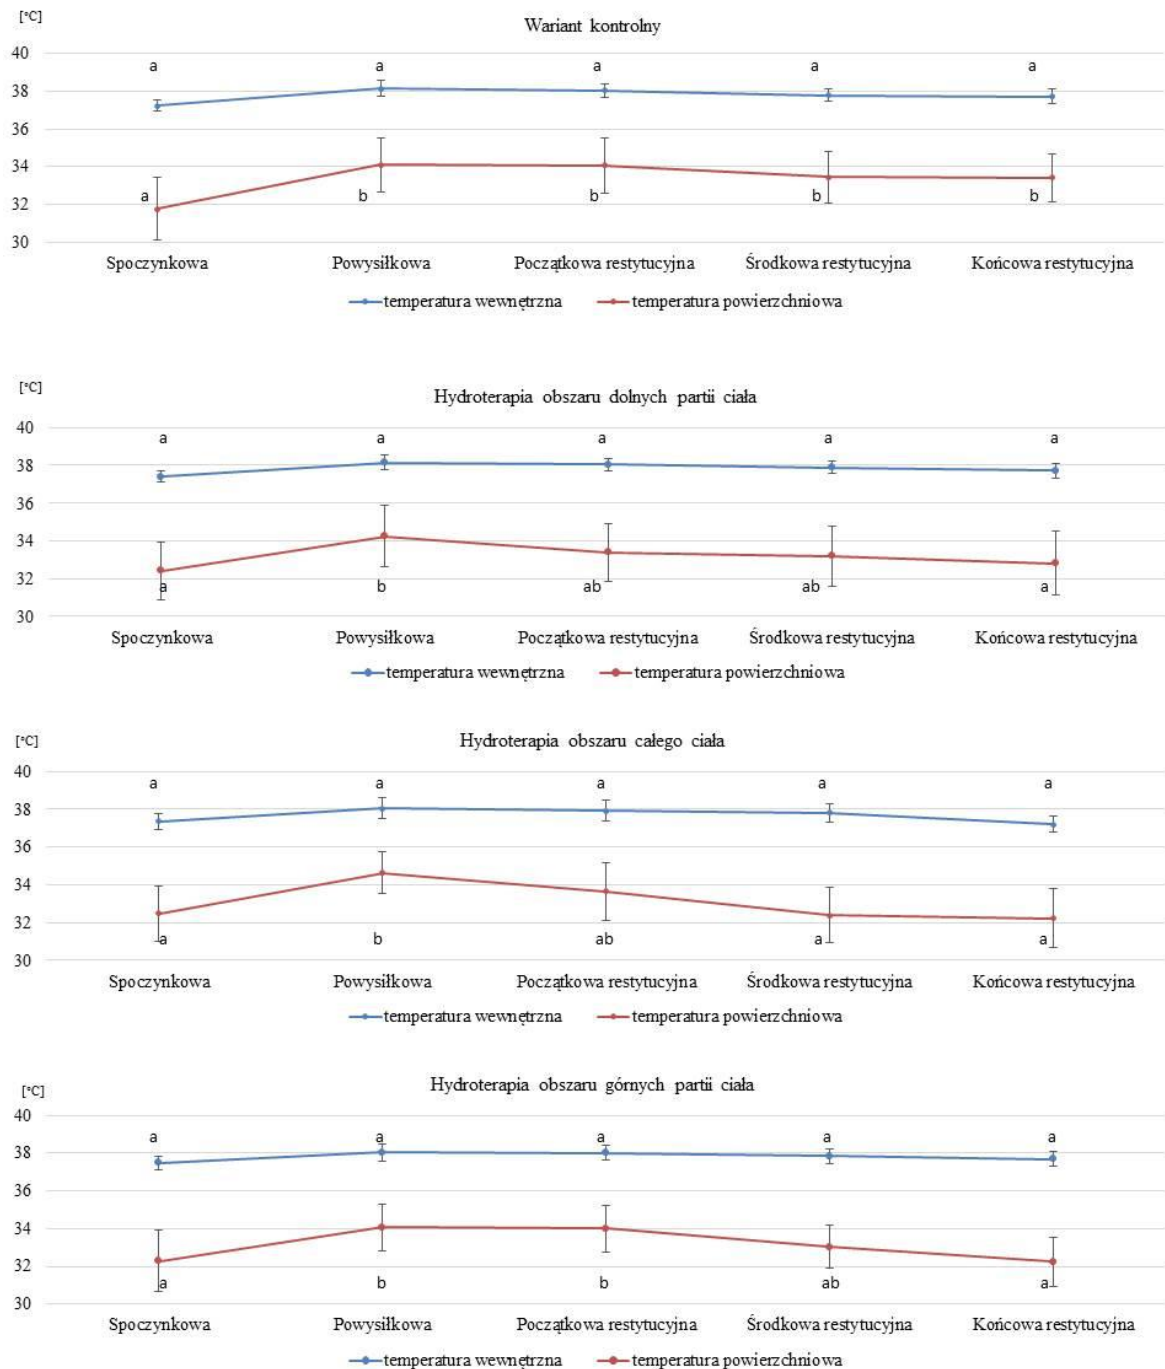 [°C]
Wariant kontrolny
40
a a a a a
38
36
34
a b b b b
32
30
Spoczynkowa Powysiłkowa Początkowa restytucyjna Środkowa restytucyjna Końcowa restytucyjna
temperatura wewnętrzna temperatura powierzchniowa
[°C]
Hydroterapia obszaru dolnych partii ciała
40
a a a a a
38
36
34
32
a b ab ab a
30
Spoczynkowa Powysiłkowa Początkowa restytucyjna Środkowa restytucyjna Końcowa restytucyjna
temperatura wewnętrzna temperatura powierzchniowa
[°C]
Hydroterapia obszaru całego ciała
40
a a a a a
38
36
34
32
a b ab a a
30
Spoczynkowa Powysiłkowa Początkowa restytucyjna Środkowa restytucyjna Końcowa restytucyjna
temperatura wewnętrzna temperatura powierzchniowa
[°C]
Hydroterapia obszaru górnych partii ciała
40
a a a a a
38
36
34
32
a b b ab a
30
Spoczynkowa Powysiłkowa Początkowa restytucyjna Środkowa restytucyjna Końcowa restytucyjna
temperatura wewnętrzna temperatura powierzchniowa